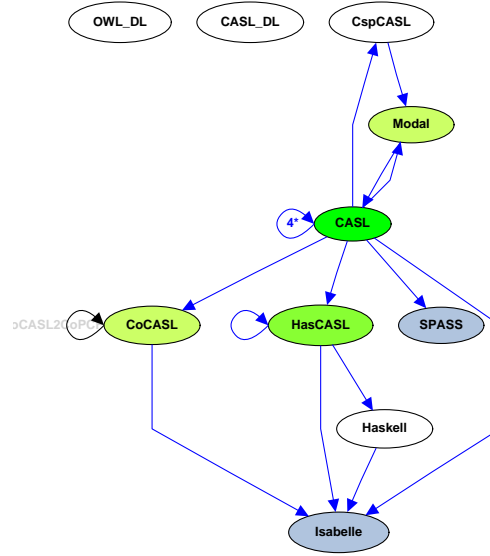 OWL_DL CASL_DL CspCASL
Modal
4* CASL
CoCASL HasCASL SPASS
Haskell
Isabelle